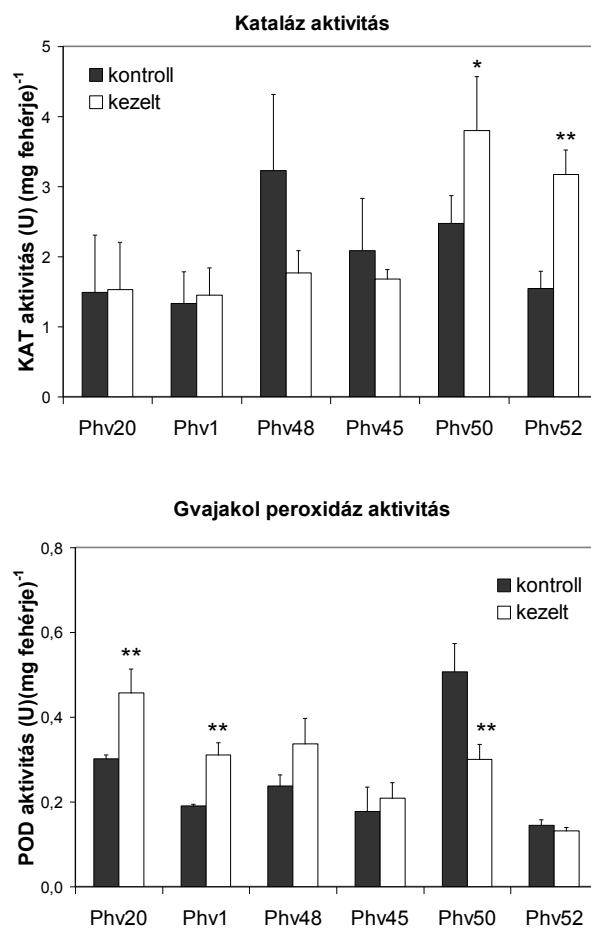 Kataláz aktivitás
KAT aktivitás (U) (mg fehérje)⁻¹
5
4
3
2
1
0
kontroll
kezelt
*
**
Phv20 Phv1 Phv48 Phv45 Phv50 Phv52
Gvajakol peroxidáz aktivitás
POD aktivitás (U)(mg fehérje)⁻¹
0,8
0,6
0,4
0,2
0,0
kontroll
kezelt
**
**
**
Phv20 Phv1 Phv48 Phv45 Phv50 Phv52